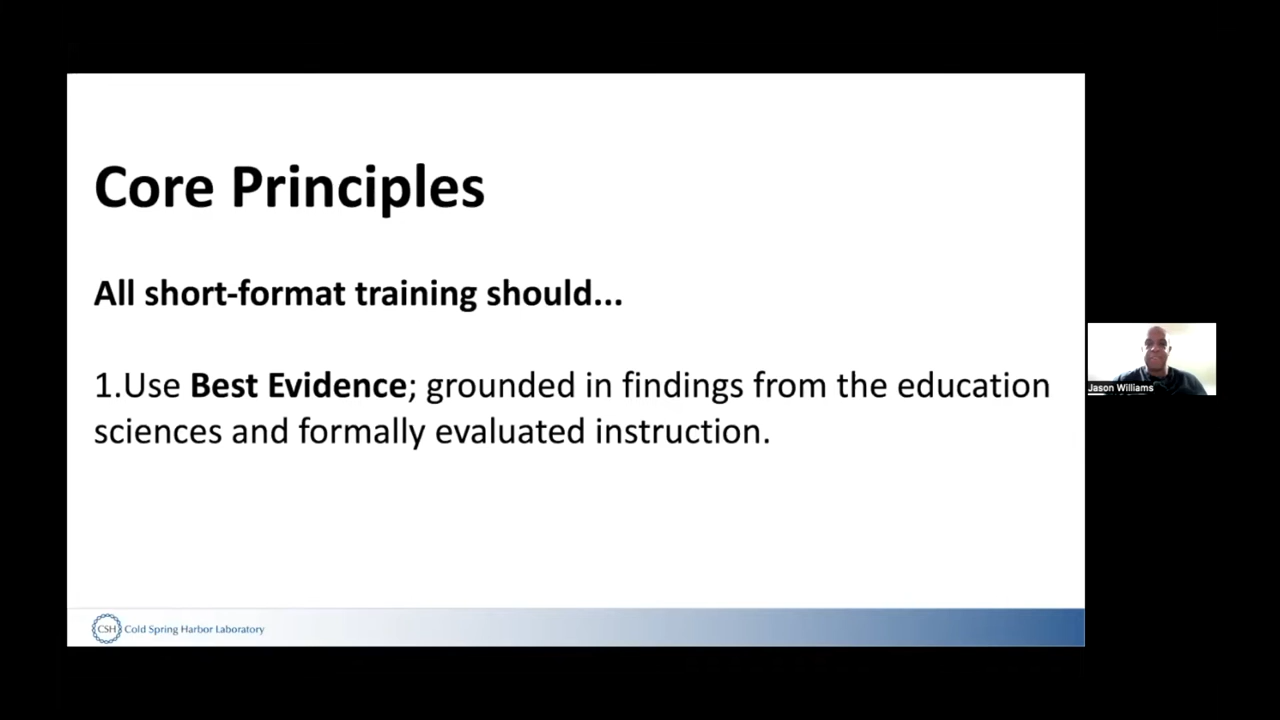 Core Principles
All short-format training should...
1.Use Best Evidence; grounded in findings from the education
sciences and formally evaluated instruction.
Jason Williams
CSH Cold Spring Harbor Laboratory